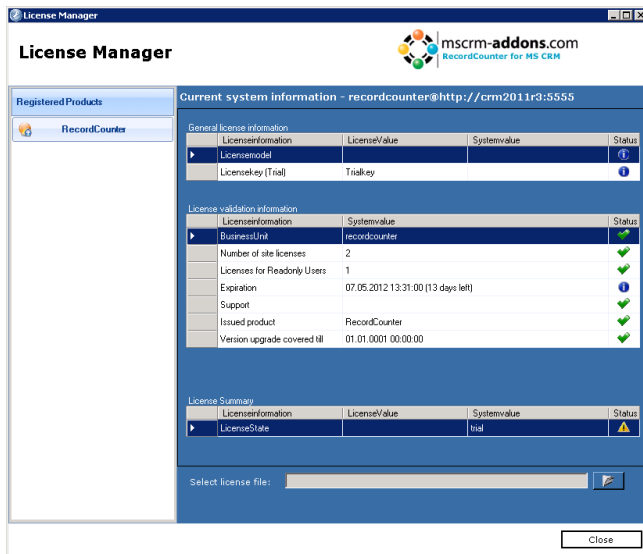 License Manager
License Manager
mscrm-addons.com
RecordCounter for MS CRM
Registered Products
RecordCounter
Current system information - recordcounter@http://crm2011r3:5555
General license information
Licenseinformation LicenseValue Systemvalue Status
Licensemodel
Licensekey (Trial) Trialkey
License validation information
Licenseinformation Systemvalue Status
BusinessUnit recordcounter
Number of site licenses 2
Licenses for Readonly Users 1
Expiration 07.05.2012 13:31:00 (13 days left)
Support
Issued product RecordCounter
Version upgrade covered till 01.01.0001 00:00:00
License Summary
Licenseinformation LicenseValue Systemvalue Status
LicenseState trial
Select license file:
Close